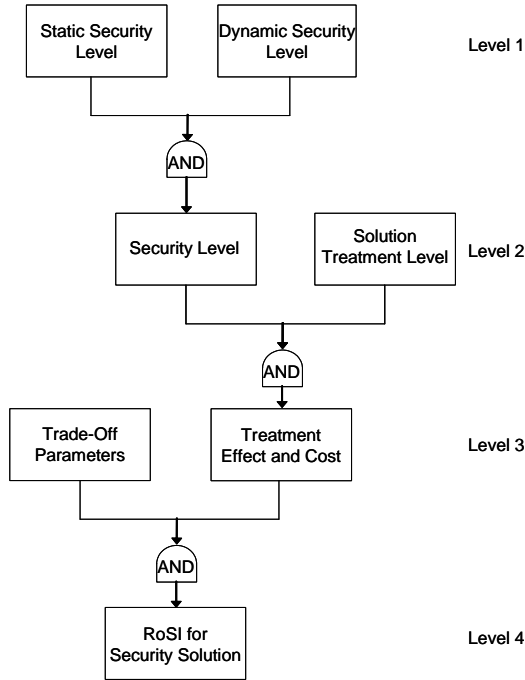 Static Security
Level
Dynamic Security
Level
Level 1
AND
Security Level
Solution
Treatment Level
Level 2
AND
Trade-Off
Parameters
Treatment
Effect and Cost
Level 3
AND
RoSI for
Security Solution
Level 4